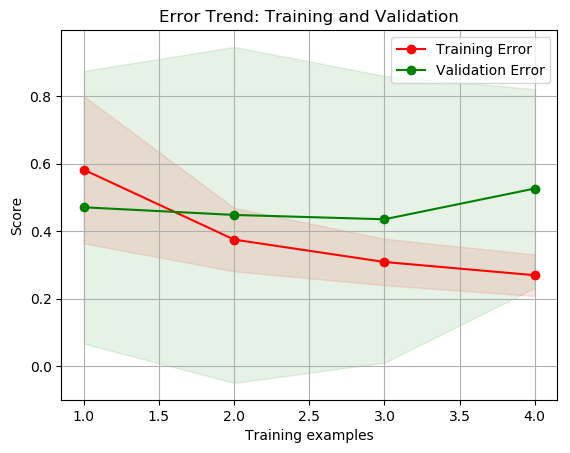 Error Trend: Training and Validation
Training Error
Validation Error
Score
0.8
0.6
0.4
0.2
0.0
1.0 1.5 2.0 2.5 3.0 3.5 4.0
Training examples